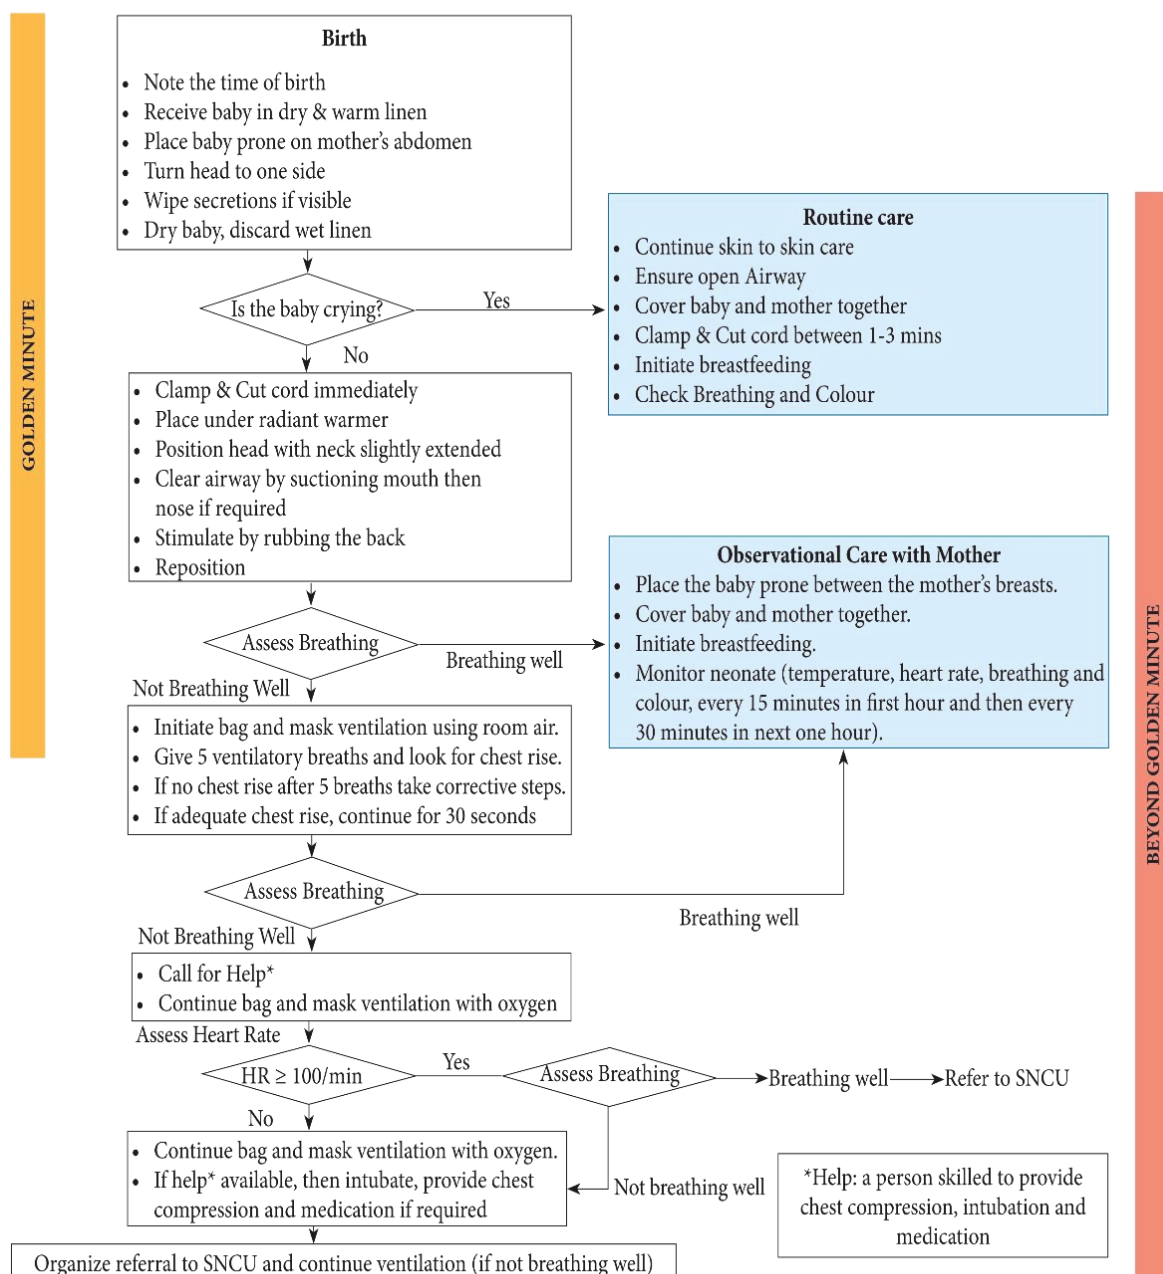 GOLDEN MINUTE
Birth
• Note the time of birth
• Receive baby in dry & warm linen
• Place baby prone on mother's abdomen
• Turn head to one side
• Wipe secretions if visible
• Dry baby, discard wet linen
Is the baby crying?
Yes
Routine care
• Continue skin to skin care
• Ensure open Airway
• Cover baby and mother together
• Clamp & Cut cord between 1-3 mins
• Initiate breastfeeding
• Check Breathing and Colour
No
• Clamp & Cut cord immediately
• Place under radiant warmer
• Position head with neck slightly extended
• Clear airway by suctioning mouth then
nose if required
• Stimulate by rubbing the back
• Reposition
Assess Breathing
Breathing well
Observational Care with Mother
• Place the baby prone between the mother's breasts.
• Cover baby and mother together.
• Initiate breastfeeding.
• Monitor neonate (temperature, heart rate, breathing and
colour, every 15 minutes in first hour and then every
30 minutes in next one hour).
Not Breathing Well
• Initiate bag and mask ventilation using room air.
• Give 5 ventilatory breaths and look for chest rise.
• If no chest rise after 5 breaths take corrective steps.
• If adequate chest rise, continue for 30 seconds
Assess Breathing
Breathing well
Not Breathing Well
• Call for Help*
• Continue bag and mask ventilation with oxygen
Assess Heart Rate
HR ≥ 100/min
Yes
Assess Breathing
Breathing well
Refer to SNCU
No
• Continue bag and mask ventilation with oxygen.
• If help* available, then intubate, provide chest
compression and medication if required
Not breathing well
*Help: a person skilled to provide
chest compression, intubation and
medication
Organize referral to SNCU and continue ventilation (if not breathing well)
BEYOND GOLDEN MINUTE